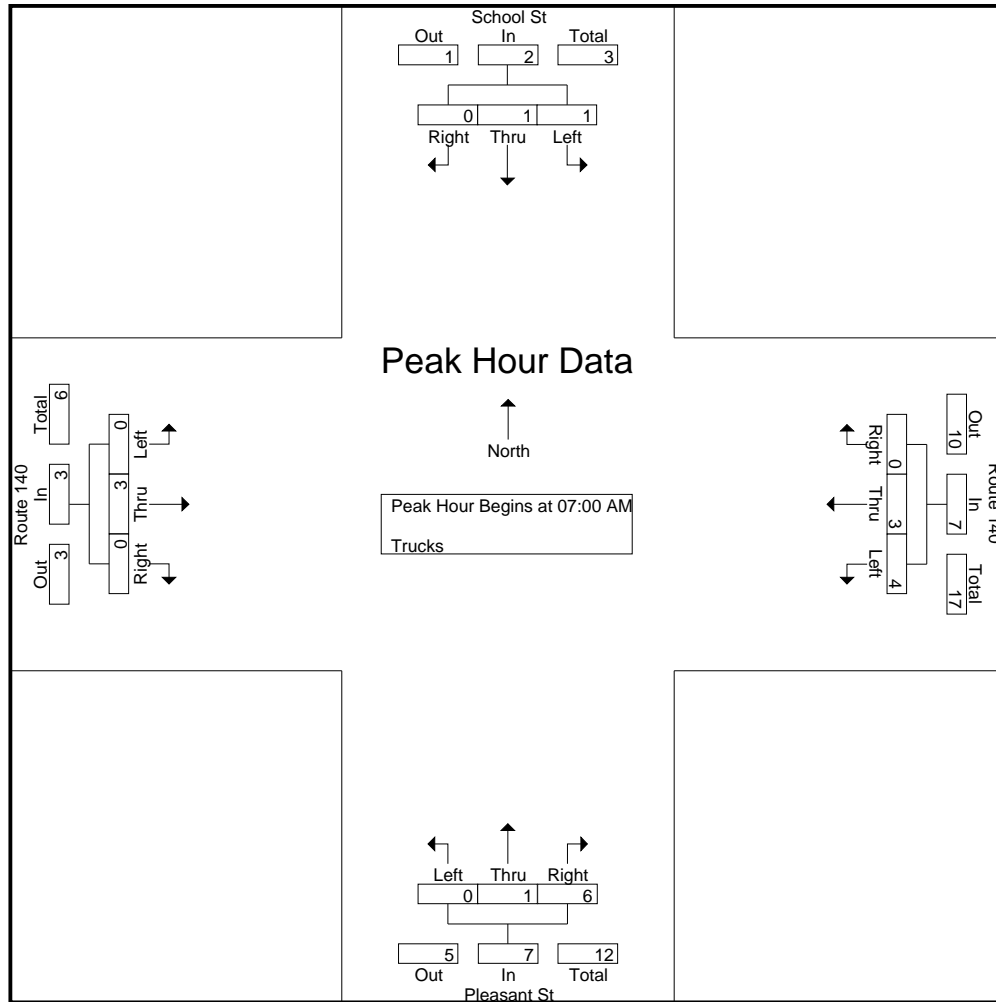 School St
Out In Total
1 2 3
0 1 1
Right Thru Left
Peak Hour Data
North
Peak Hour Begins at 07:00 AM
Trucks
Route 140
Total In Out
6 3 3
0 3 0
Left Thru Right
Right Thru Left
0 3 4
Out In Total
10 7 17
Route 140
Left Thru Right
0 1 6
5 7 12
Out In Total
Pleasant St